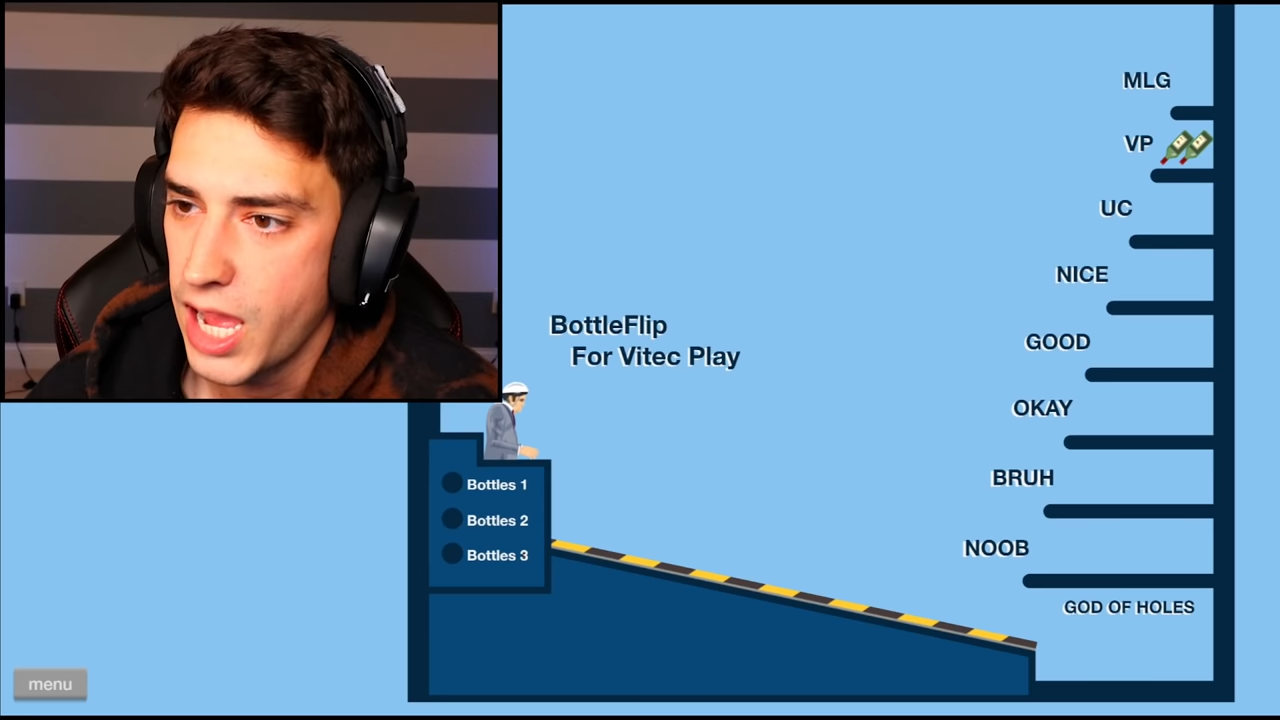 MLG
VP
UC
NICE
GOOD
OKAY
BRUH
NOOB
GOD OF HOLES
BottleFlip
For Vitec Play
Bottles 1
Bottles 2
Bottles 3
menu